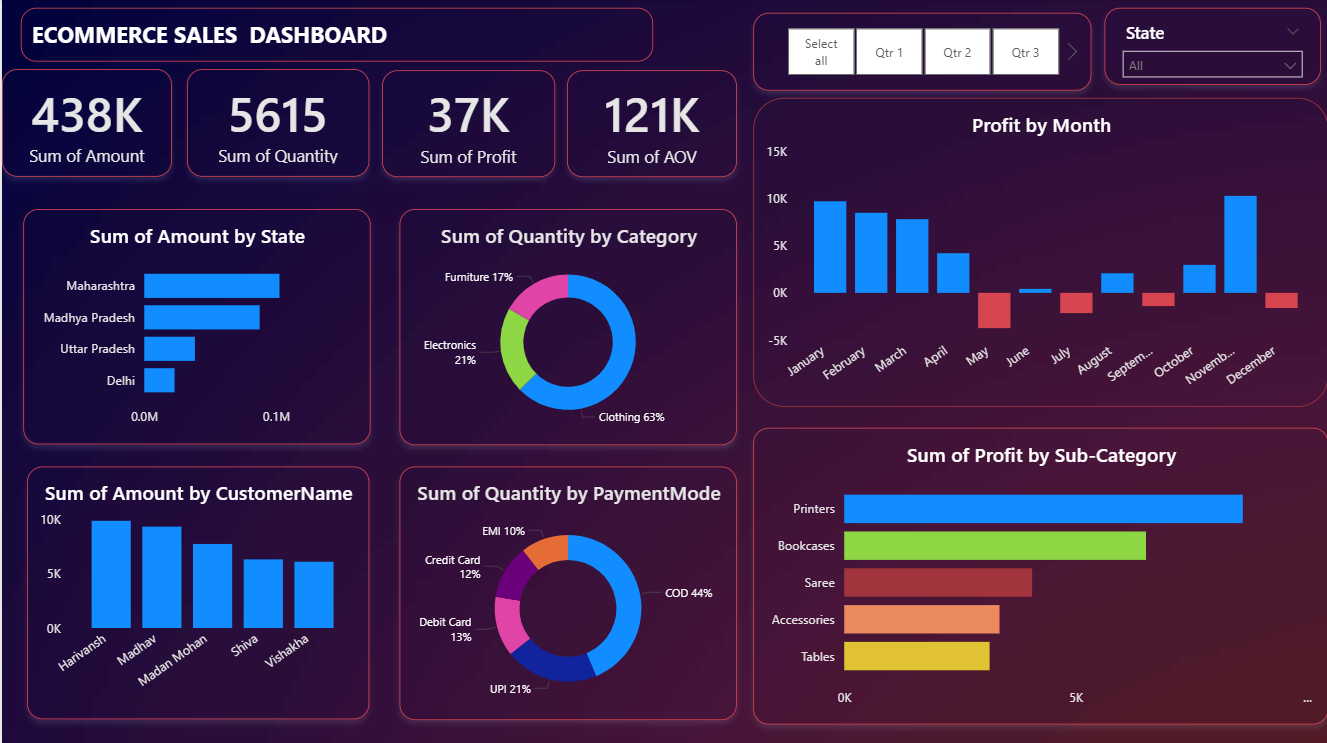 ECOMMERCE SALES  DASHBOARD
Select
all
Qtr 1
Qtr 2
Qtr 3
State
All
438K
Sum of Amount
5615
Sum of Quantity
37K
Sum of Profit
121K
Sum of AOV
Profit by Month
15K
10K
5K
0K
-5K
January
February
March
April
May
June
July
August
Septem...
October
Novemb...
December
Sum of Amount by State
Maharashtra
Madhya Pradesh
Uttar Pradesh
Delhi
0.0M
0.1M
Sum of Quantity by Category
Furniture 17%
Electronics
21%
Clothing 63%
Sum of Profit by Sub-Category
Printers
Bookcases
Saree
Accessories
Tables
0K
5K
...
Sum of Amount by CustomerName
10K
5K
0K
Harivansh
Madhav
Madan Mohan
Shiva
Vishakha
Sum of Quantity by PaymentMode
EMI 10%
Credit Card
12%
COD 44%
Debit Card
13%
UPI 21%